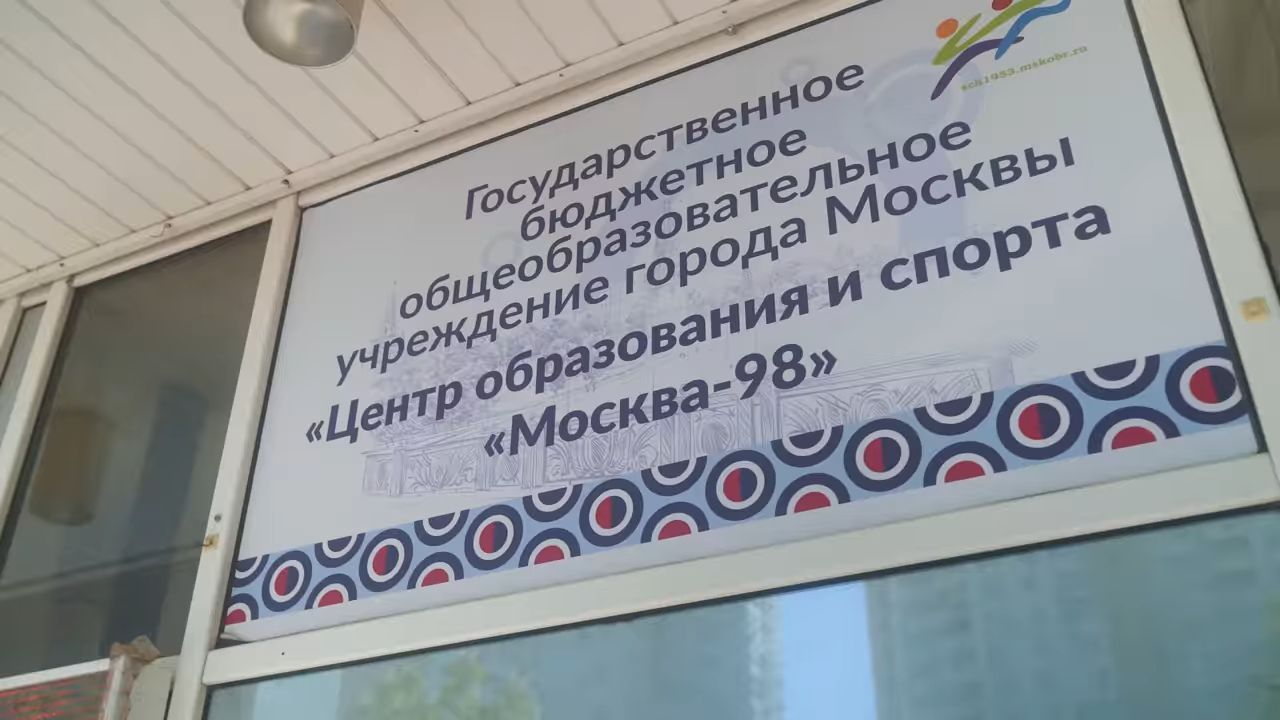 sch1953.mskobr.ru
Государственное
бюджетное
общеобразовательное
учреждение города Москвы
«Центр образования и спорта
«Москва-98»